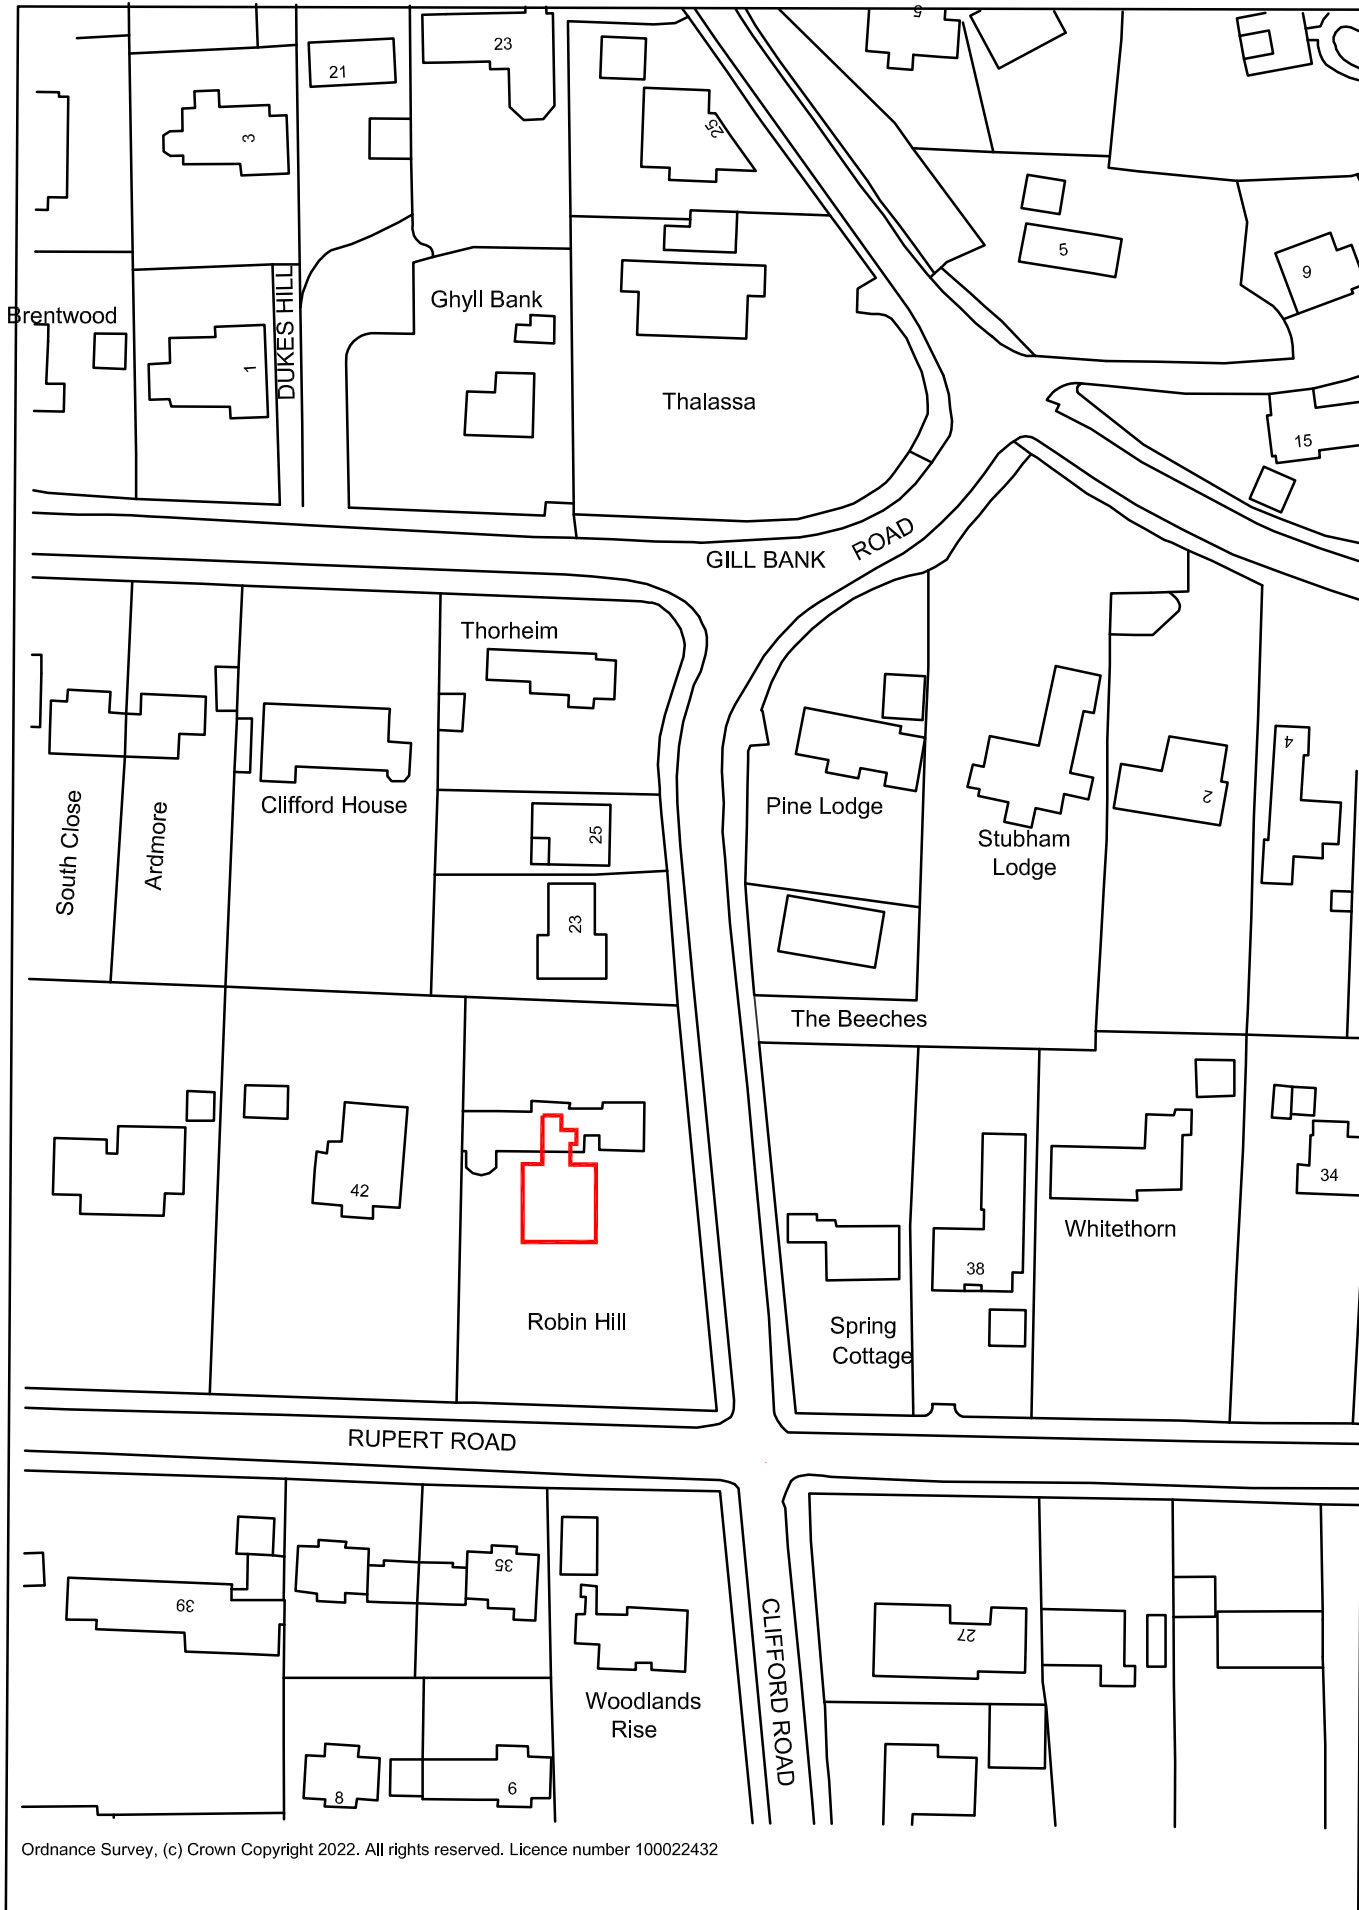 5
23
21
3
25
5
9
Ghyll Bank
Brentwood
DUKES HILL
1
Thalassa
15
GILL BANK ROAD
Thorheim
4
2
Clifford House
Pine Lodge
South Close
Ardmore
25
Stubham
Lodge
23
The Beeches
42
34
Whitethorn
38
Robin Hill
Spring
Cottage
RUPERT ROAD
35
39
27
CLIFFORD ROAD
Woodlands
Rise
8
6
Ordnance Survey, (c) Crown Copyright 2022. All rights reserved. Licence number 100022432